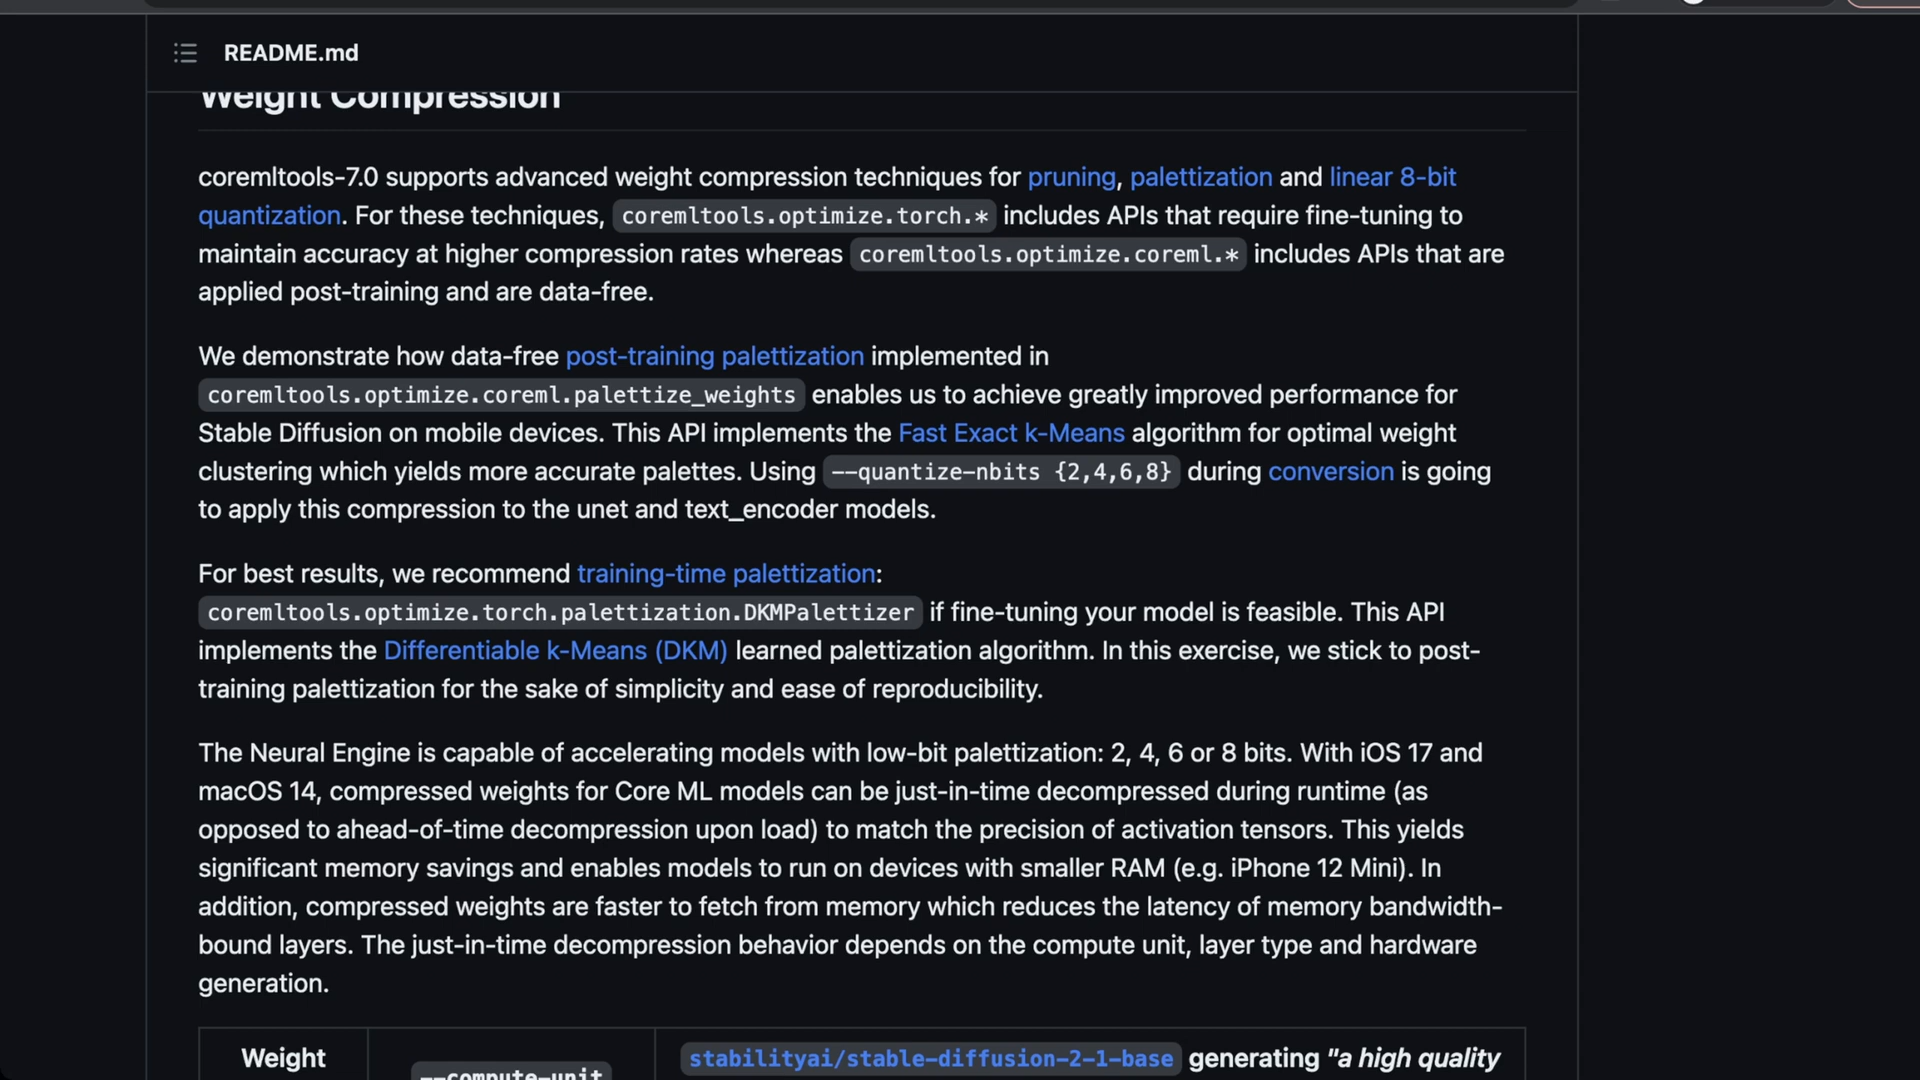 README.md
Weight Compression
coremltools-7.0 supports advanced weight compression techniques for pruning, palettization and linear 8-bit
quantization. For these techniques, coremltools.optimize.torch.* includes APIs that require fine-tuning to
maintain accuracy at higher compression rates whereas coremltools.optimize.coreml.* includes APIs that are
applied post-training and are data-free.
We demonstrate how data-free post-training palettization implemented in
coremltools.optimize.coreml.palettize_weights enables us to achieve greatly improved performance for
Stable Diffusion on mobile devices. This API implements the Fast Exact k-Means algorithm for optimal weight
clustering which yields more accurate palettes. Using --quantize-nbits {2,4,6,8} during conversion is going
to apply this compression to the unet and text_encoder models.
For best results, we recommend training-time palettization:
coremltools.optimize.torch.palettization.DKMPalettizer if fine-tuning your model is feasible. This API
implements the Differentiable k-Means (DKM) learned palettization algorithm. In this exercise, we stick to post-
training palettization for the sake of simplicity and ease of reproducibility.
The Neural Engine is capable of accelerating models with low-bit palettization: 2, 4, 6 or 8 bits. With iOS 17 and
macOS 14, compressed weights for Core ML models can be just-in-time decompressed during runtime (as
opposed to ahead-of-time decompression upon load) to match the precision of activation tensors. This yields
significant memory savings and enables models to run on devices with smaller RAM (e.g. iPhone 12 Mini). In
addition, compressed weights are faster to fetch from memory which reduces the latency of memory bandwidth-
bound layers. The just-in-time decompression behavior depends on the compute unit, layer type and hardware
generation.
Weight
--compute-unit
stabilityai/stable-diffusion-2-1-base generating "a high quality